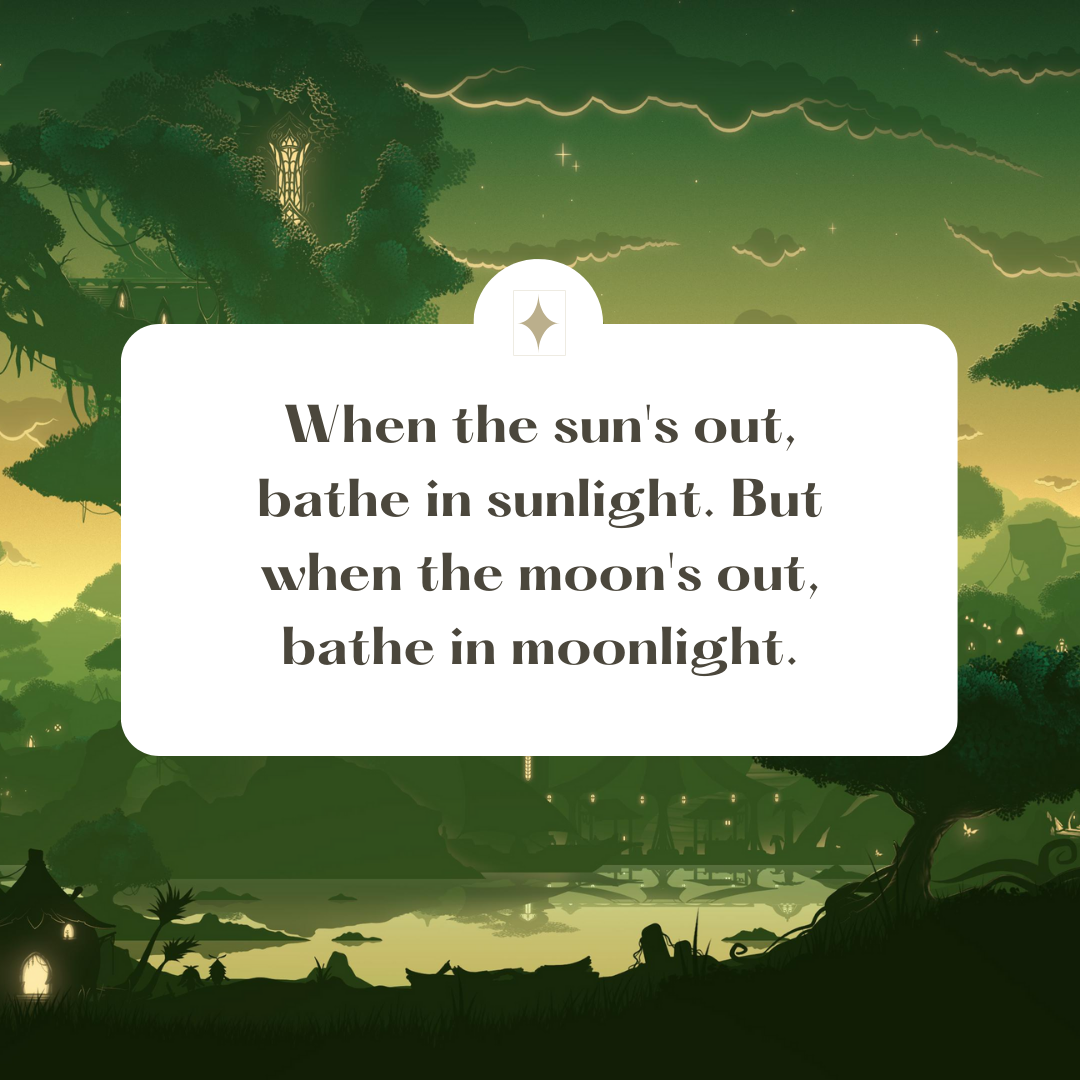 When the sun's out,
bathe in sunlight. But
when the moon's out,
bathe in moonlight.